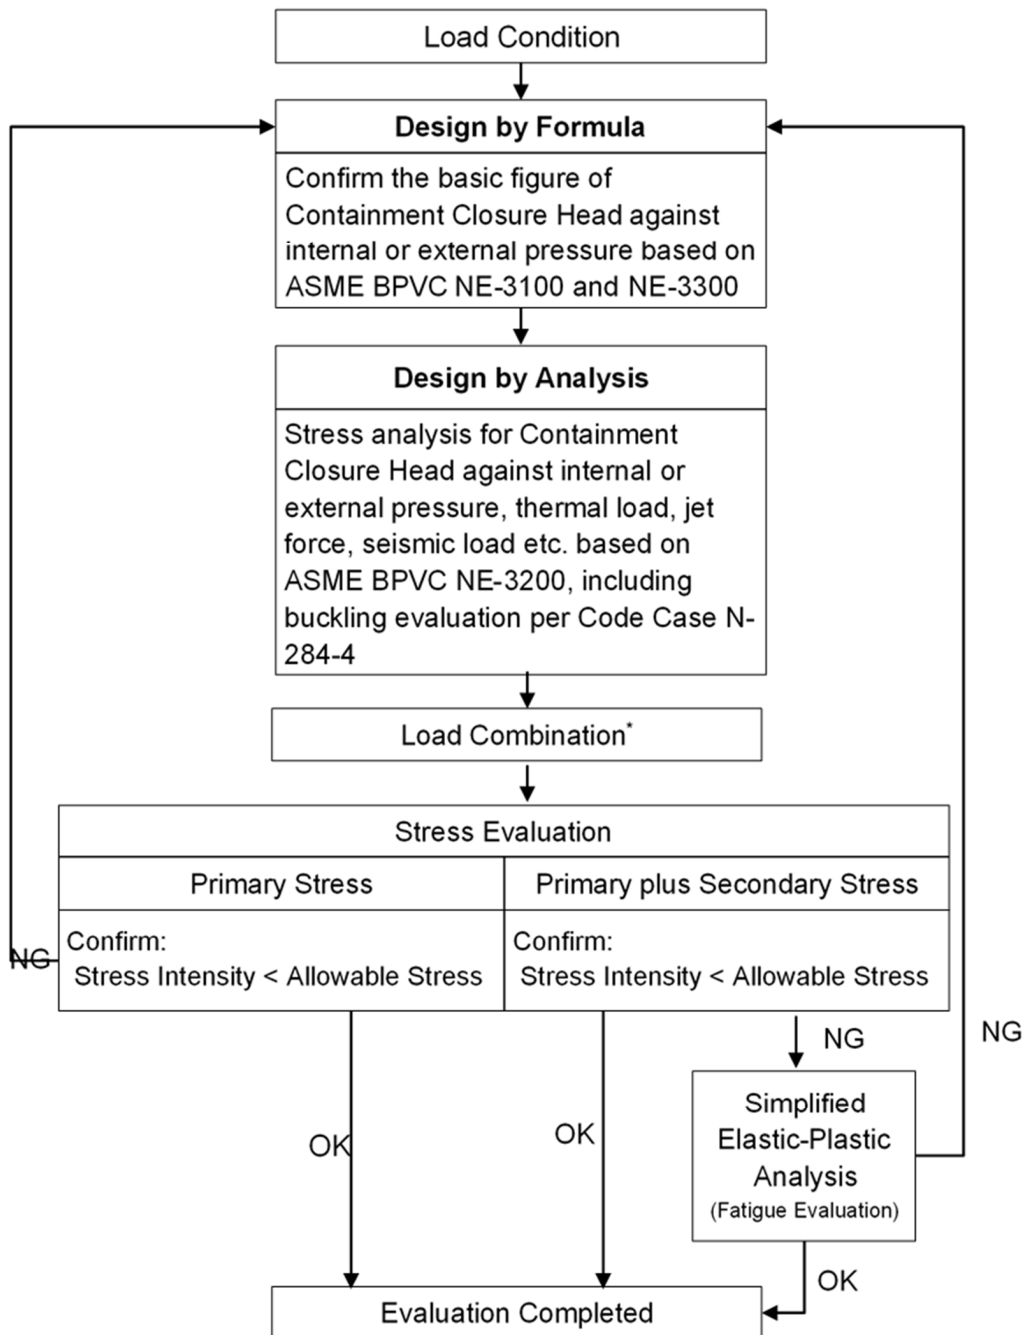 Load Condition
Design by Formula
Confirm the basic figure of
Containment Closure Head against
internal or external pressure based on
ASME BPVC NE-3100 and NE-3300
Design by Analysis
Stress analysis for Containment
Closure Head against internal or
external pressure, thermal load, jet
force, seismic load etc. based on
ASME BPVC NE-3200, including
buckling evaluation per Code Case N-
284-4
Load Combination*
Stress Evaluation
Primary Stress
Primary plus Secondary Stress
Confirm:
Stress Intensity < Allowable Stress
Confirm:
Stress Intensity < Allowable Stress
NG
NG
NG
Simplified
Elastic-Plastic
Analysis
(Fatigue Evaluation)
OK
OK
OK
Evaluation Completed